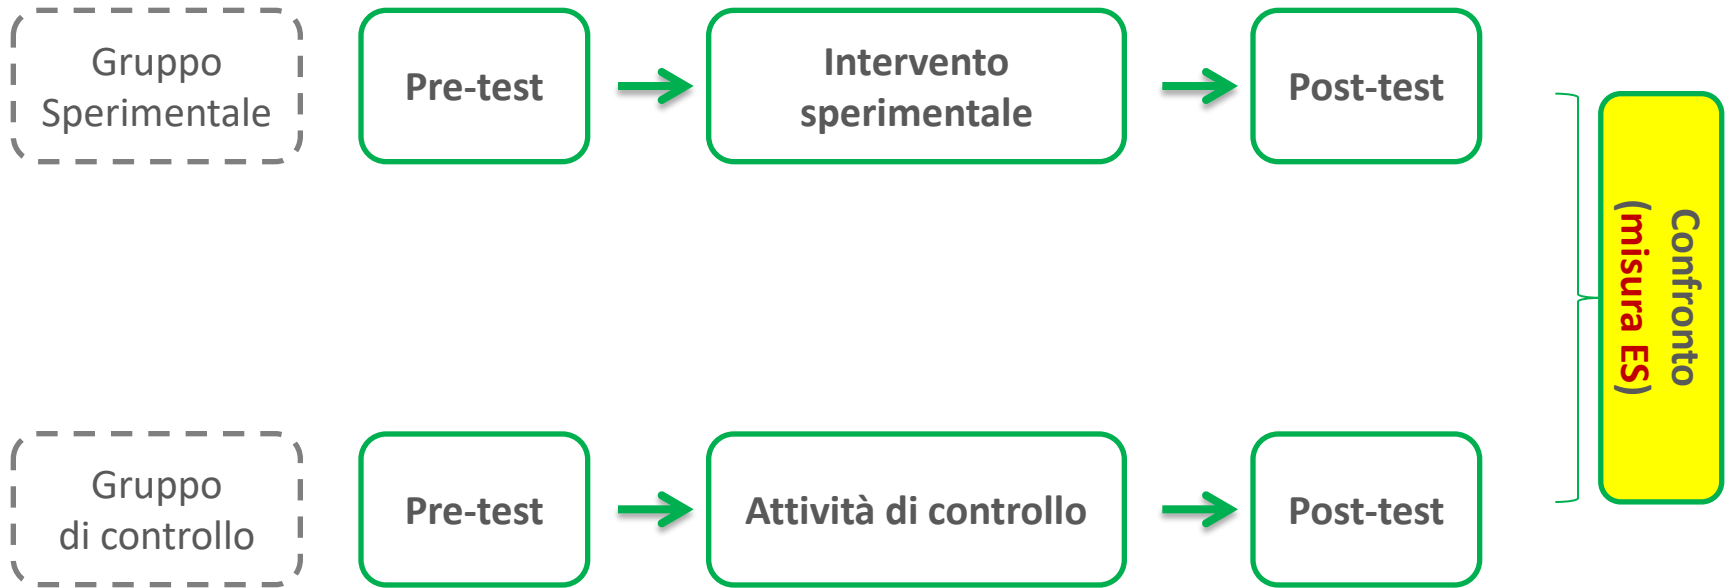 Gruppo
Sperimentale
Pre-test
Intervento
sperimentale
Post-test
Confronto
(misura ES)
Gruppo
di controllo
Pre-test
Attività di controllo
Post-test